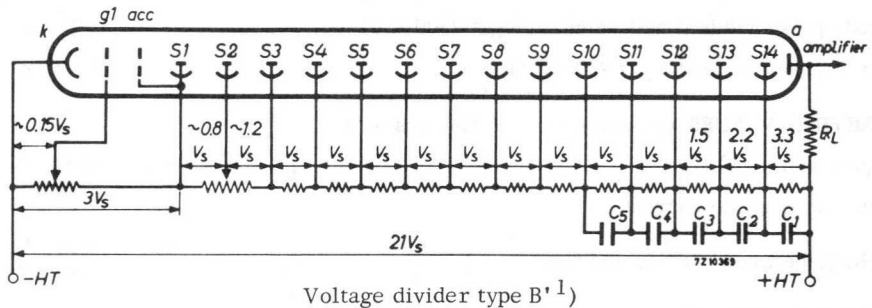 g1 acc
k a
S1 S2 S3 S4 S5 S6 S7 S8 S9 S10 S11 S12 S13 S14
amplifier
~0.15Vs
~0.8 ~1.2 1.5 2.2 3.3 RL
Vs Vs Vs Vs Vs Vs Vs Vs Vs Vs Vs Vs Vs Vs
3Vs
C5 C4 C3 C2 C1
21Vs
7Z10369
-HT +HT
Voltage divider type B' 1)